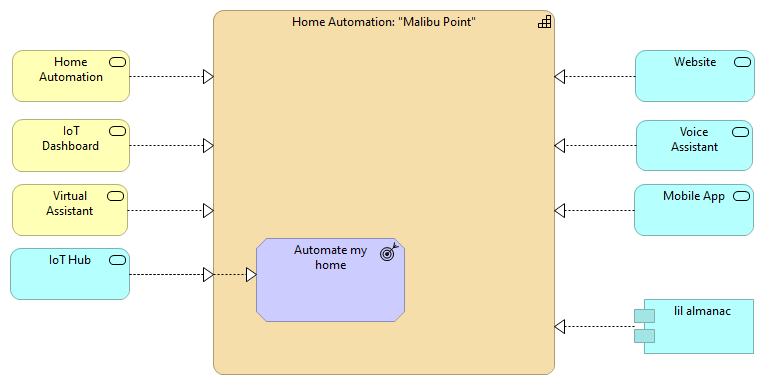 Home Automation: "Malibu Point"
Home
Automation
Website
IoT
Dashboard
Voice
Assistant
Virtual
Assistant
Mobile App
IoT Hub
Automate my
home
lil almanac